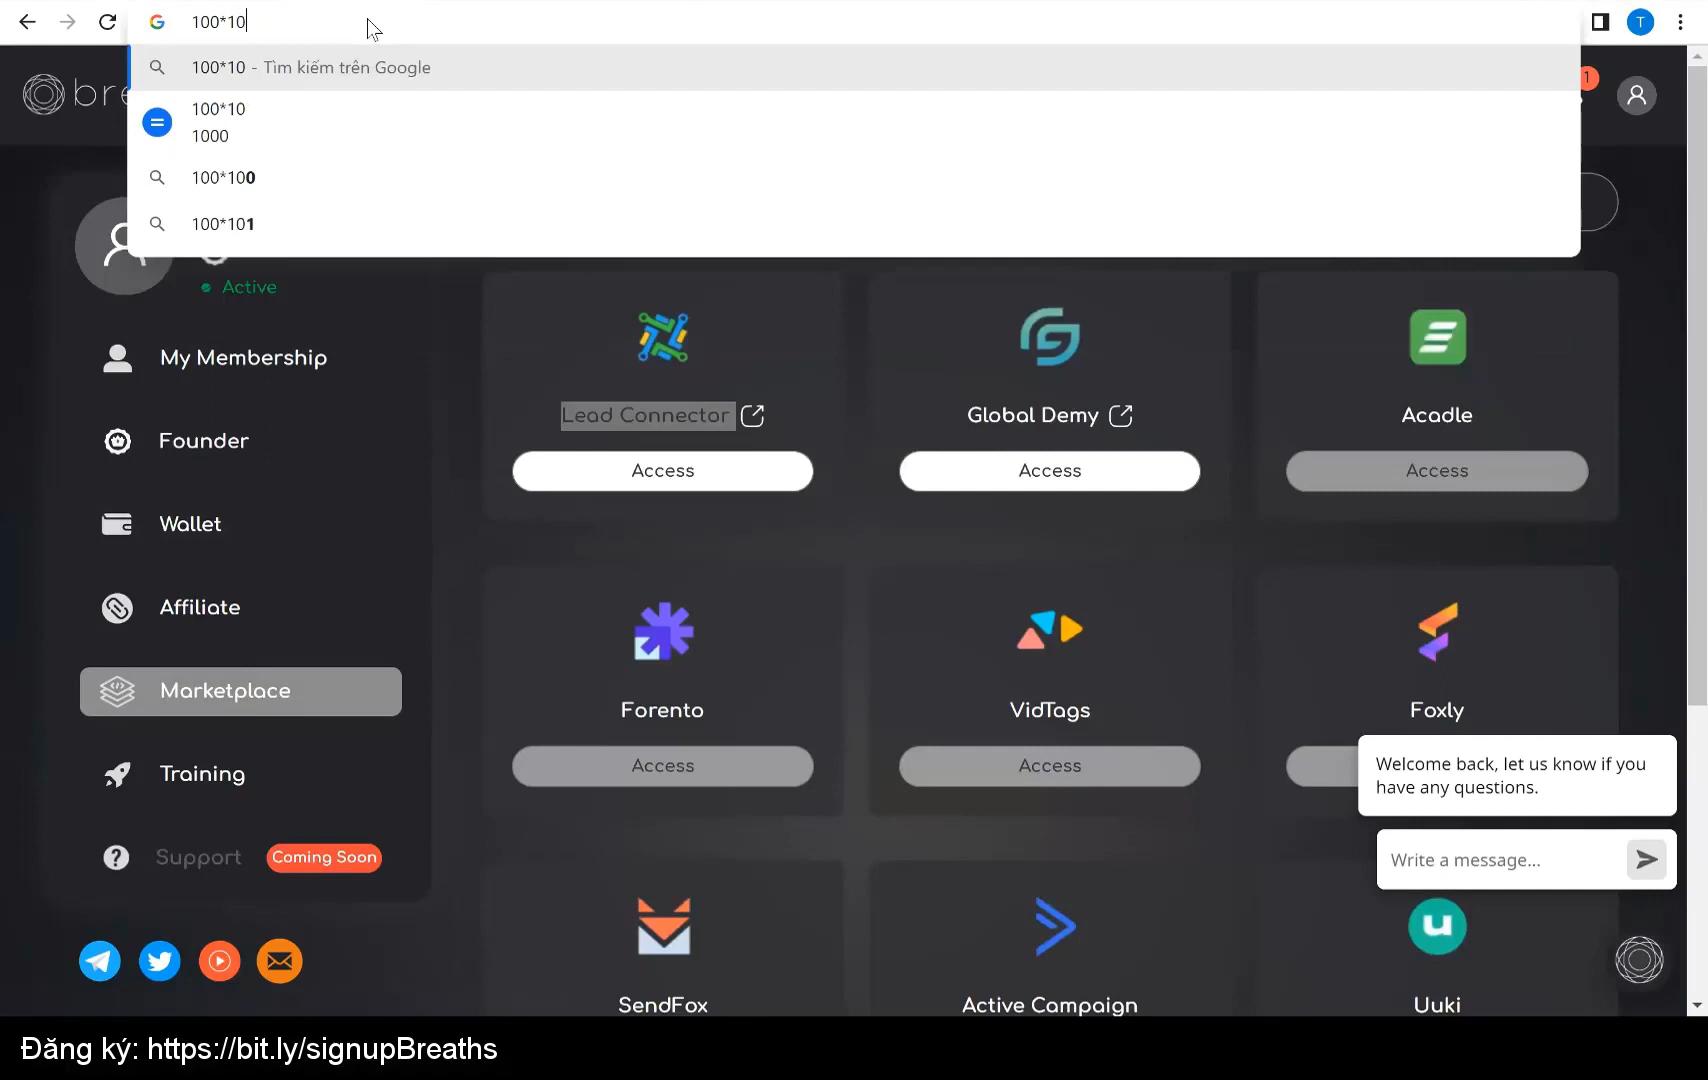 100*10
100*10 - Tìm kiếm trên Google
100*10
1000
100*100
100*101
1
Active
My Membership
Founder
Wallet
Affiliate
Marketplace
Training
Support
Coming Soon
Lead Connector
Access
Global Demy
Access
Acadle
Access
Forento
Access
VidTags
Access
Foxly
Welcome back, let us know if you
have any questions.
Write a message...
SendFox
Active Campaign
Uuki
T
Đăng ký: https://bit.ly/signupBreaths